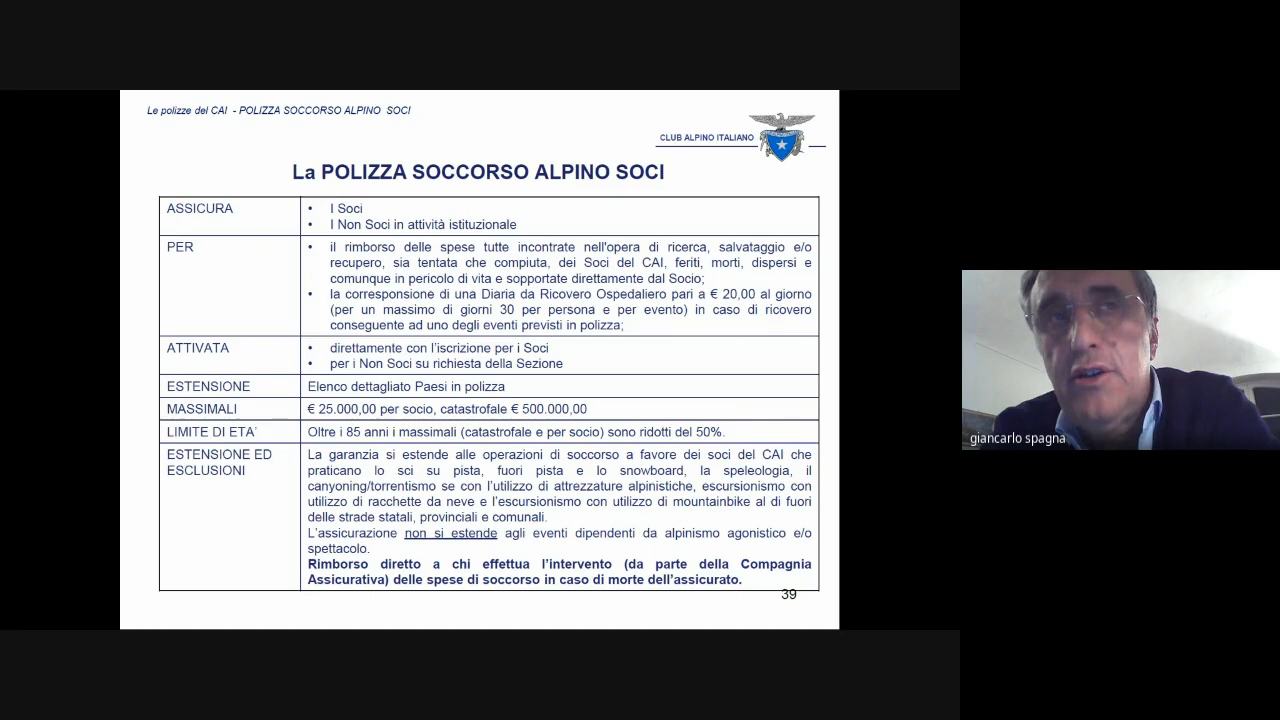 Le polizze del CAI - POLIZZA SOCCORSO ALPINO SOCI
CLUB ALPINO ITALIANO
La POLIZZA SOCCORSO ALPINO SOCI
ASSICURA
• I Soci
• I Non Soci in attività istituzionale
PER
• il rimborso delle spese tutte incontrate nell'opera di ricerca, salvataggio e/o
recupero, sia tentata che compiuta, dei Soci del CAI, feriti, morti, dispersi e
comunque in pericolo di vita e sopportate direttamente dal Socio;
• la corresponsione di una Diaria da Ricovero Ospedaliero pari a € 20,00 al giorno
(per un massimo di giorni 30 per persona e per evento) in caso di ricovero
conseguente ad uno degli eventi previsti in polizza;
ATTIVATA
• direttamente con l'iscrizione per i Soci
• per i Non Soci su richiesta della Sezione
ESTENSIONE
Elenco dettagliato Paesi in polizza
MASSIMALI
€ 25.000,00 per socio, catastrofale € 500.000,00
LIMITE DI ETA'
Oltre i 85 anni i massimali (catastrofale e per socio) sono ridotti del 50%.
ESTENSIONE ED
ESCLUSIONI
La garanzia si estende alle operazioni di soccorso a favore dei soci del CAI che
praticano lo sci su pista, fuori pista e lo snowboard, la speleologia, il
canyoning/torrentismo se con l'utilizzo di attrezzature alpinistiche, escursionismo con
utilizzo di racchette da neve e l'escursionismo con utilizzo di mountainbike al di fuori
delle strade statali, provinciali e comunali.
L'assicurazione non si estende agli eventi dipendenti da alpinismo agonistico e/o
spettacolo.
Rimborso diretto a chi effettua l'intervento (da parte della Compagnia
Assicurativa) delle spese di soccorso in caso di morte dell'assicurato.
39
giancarlo spagna